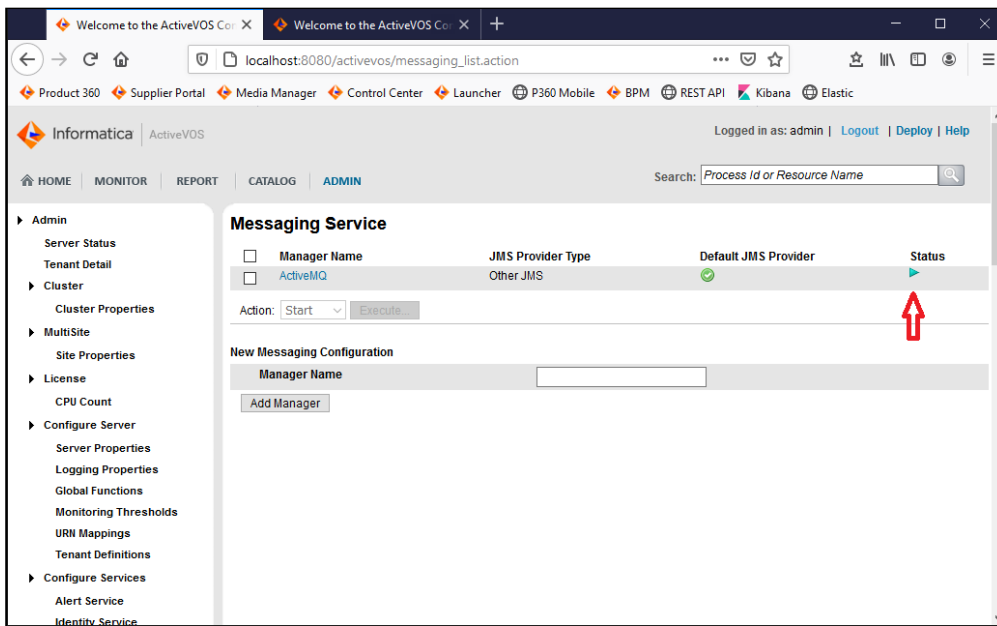 Welcome to the ActiveVOS Con
Welcome to the ActiveVOS Con
localhost:8080/activevos/messaging_list.action
Product 360 Supplier Portal Media Manager Control Center Launcher P360 Mobile BPM REST API Kibana Elastic
Informatica ActiveVOS
Logged in as: admin | Logout | Deploy | Help
HOME MONITOR REPORT CATALOG ADMIN
Search: Process Id or Resource Name
Admin
Server Status
Tenant Detail
Cluster
Cluster Properties
MultiSite
Site Properties
License
CPU Count
Configure Server
Server Properties
Logging Properties
Global Functions
Monitoring Thresholds
URN Mappings
Tenant Definitions
Configure Services
Alert Service
Identity Service
Messaging Service
Manager Name JMS Provider Type Default JMS Provider Status
ActiveMQ Other JMS
Action: Start Execute...
New Messaging Configuration
Manager Name
Add Manager